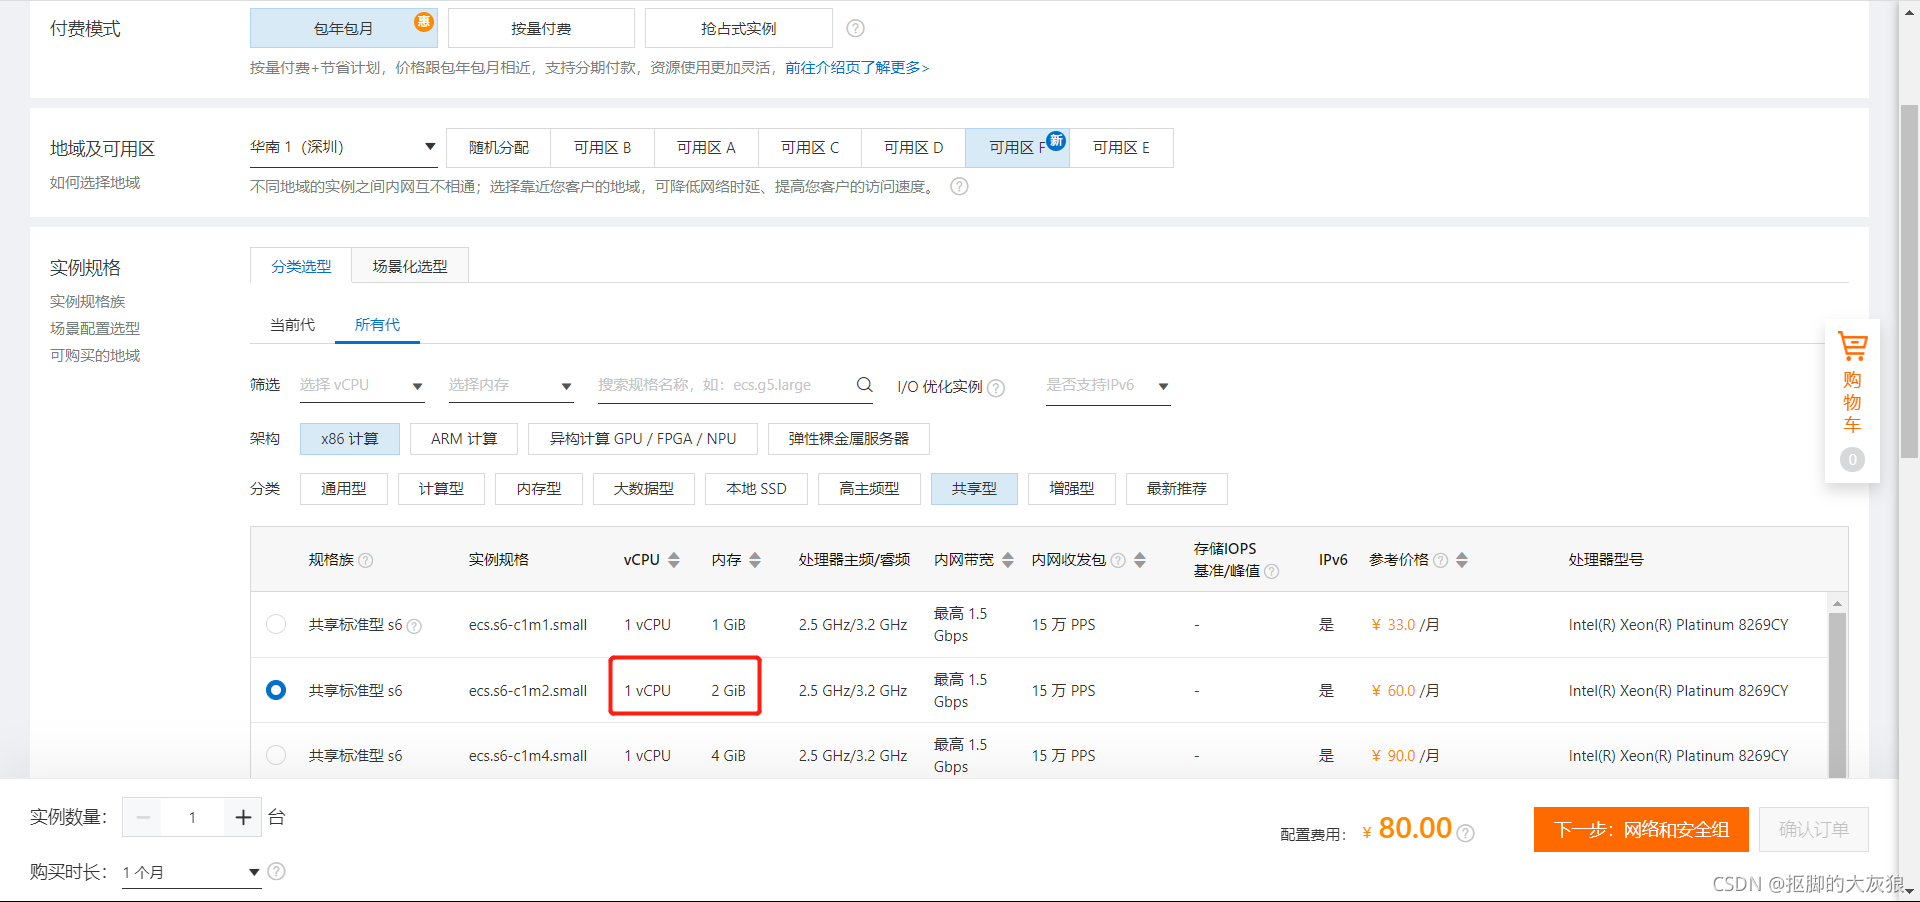 付费模式
包年包月 惠 按量付费 抢占式实例
按量付费+节省计划，价格跟包年包月相近，支持分期付款，资源使用更加灵活，前往介绍页了解更多>
地域及可用区
华南 1（深圳） 随机分配 可用区 B 可用区 A 可用区 C 可用区 D 可用区 F 新 可用区 E
如何选择地域
不同地域的实例之间内网互不相通；选择靠近您客户的地域，可降低网络时延、提高您客户的访问速度。
实例规格
实例规格族
场景配置选型
可购买的地域
分类选型 场景化选型
当前代 所有代
筛选 选择 vCPU 选择内存 搜索规格名称，如：ecs.g5.large I/O 优化实例 是否支持IPv6
架构 x86 计算 ARM 计算 异构计算 GPU / FPGA / NPU 弹性裸金属服务器
分类 通用型 计算型 内存型 大数据型 本地 SSD 高主频型 共享型 增强型 最新推荐
规格族 实例规格 vCPU 内存 处理器主频/睿频 内网带宽 内网收发包 存储IOPS 基准/峰值 IPv6 参考价格 处理器型号
共享标准型 s6 ecs.s6-c1m1.small 1 vCPU 1 GiB 2.5 GHz/3.2 GHz 最高 1.5 Gbps 15 万 PPS - 是 ¥ 33.0 /月 Intel(R) Xeon(R) Platinum 8269CY
共享标准型 s6 ecs.s6-c1m2.small 1 vCPU 2 GiB 2.5 GHz/3.2 GHz 最高 1.5 Gbps 15 万 PPS - 是 ¥ 60.0 /月 Intel(R) Xeon(R) Platinum 8269CY
共享标准型 s6 ecs.s6-c1m4.small 1 vCPU 4 GiB 2.5 GHz/3.2 GHz 最高 1.5 Gbps 15 万 PPS - 是 ¥ 90.0 /月 Intel(R) Xeon(R) Platinum 8269CY
购物车
0
实例数量： − 1 + 台
购买时长： 1 个月
配置费用： ¥ 80.00
下一步：网络和安全组 确认订单
CSDN @抠脚的大灰狼